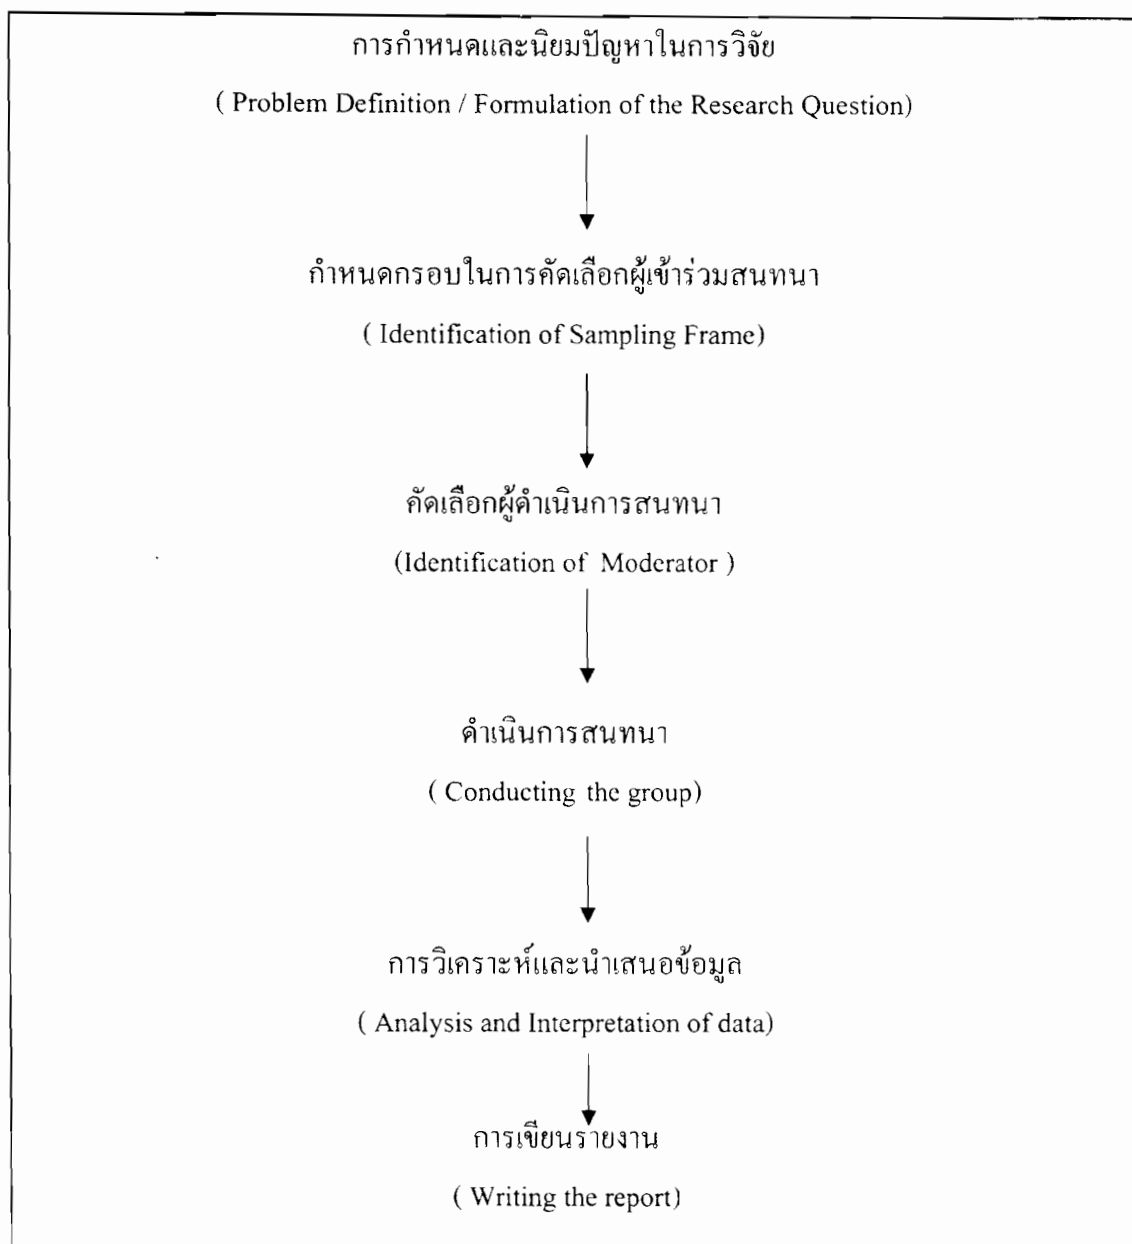 การกำหนดและนิยมปัญหาในการวิจัย
( Problem Definition / Formulation of the Research Question)
กำหนดกรอบในการคัดเลือกผู้เข้าร่วมสนทนา
( Identification of Sampling Frame)
คัดเลือกผู้ดำเนินการสนทนา
(Identification of Moderator )
ดำเนินการสนทนา
( Conducting the group)
การวิเคราะห์และนำเสนอข้อมูล
( Analysis and Interpretation of data)
การเขียนรายงาน
( Writing the report)